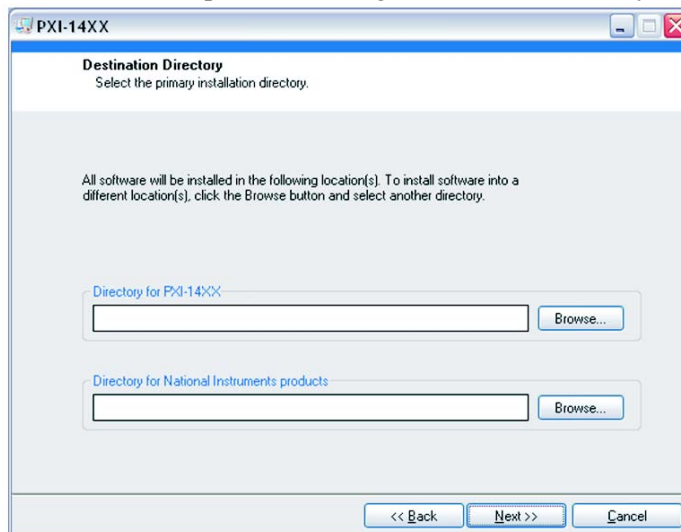 PXI-14XX
Destination Directory
Select the primary installation directory.
All software will be installed in the following location(s). To install software into a
different location(s), click the Browse button and select another directory.
Directory for PXI-14XX
Browse...
Directory for National Instruments products
Browse...
<< Back
Next >>
Cancel